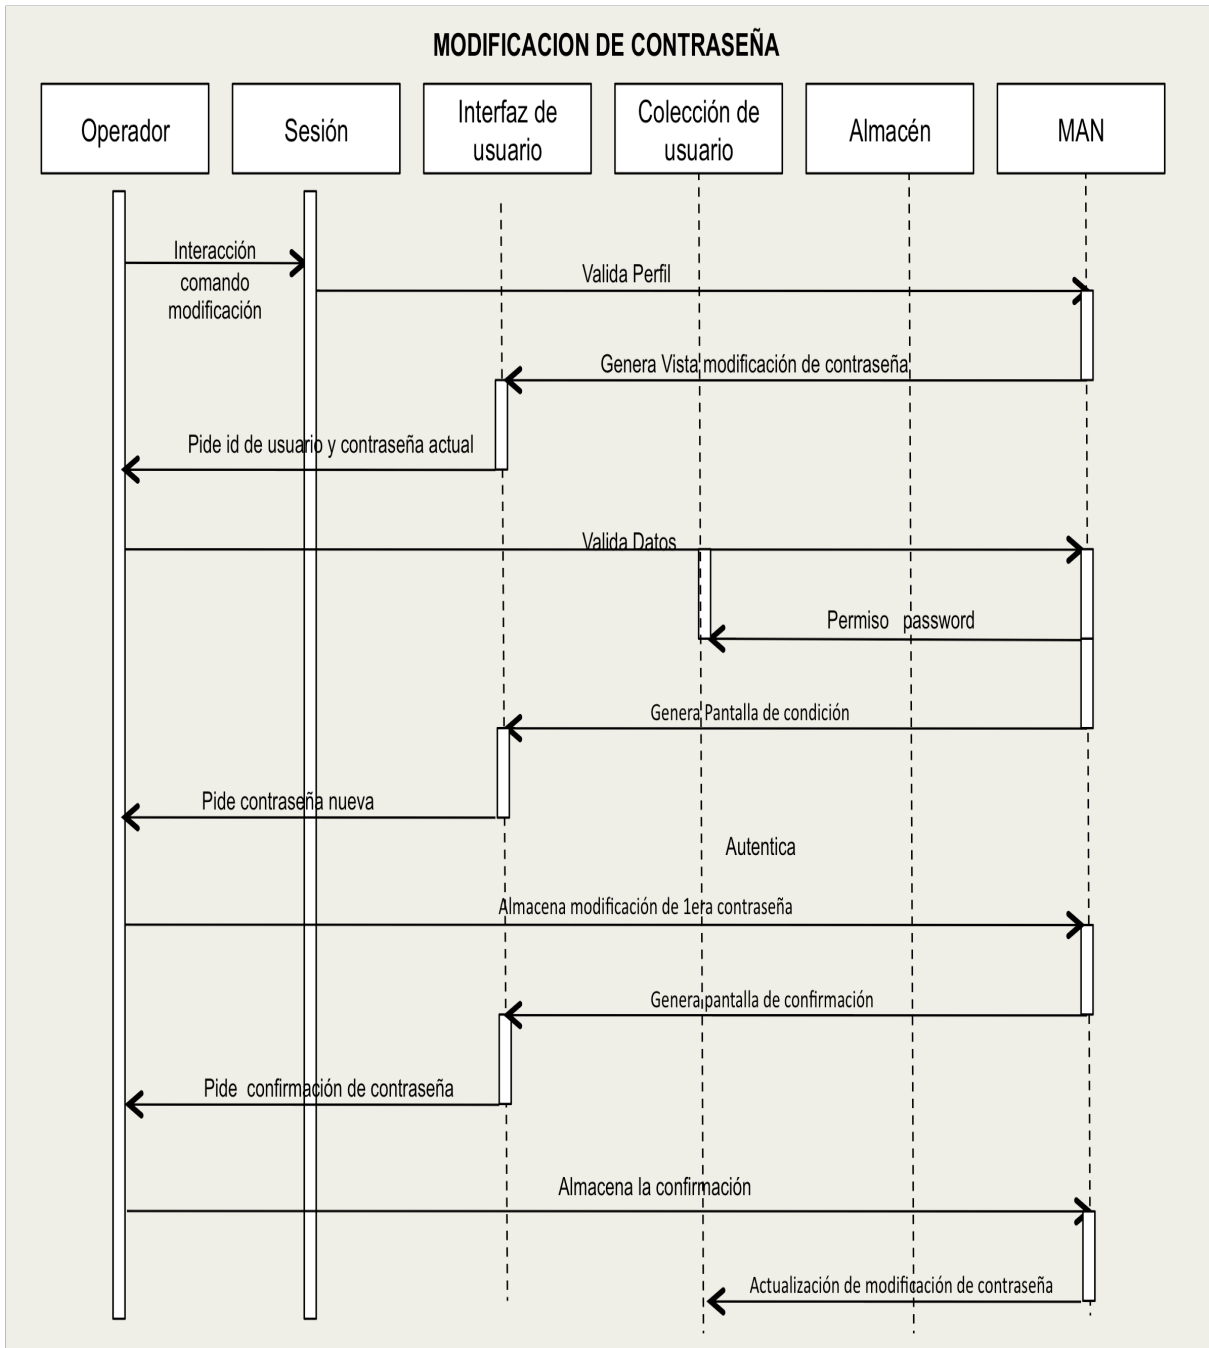 MODIFICACION DE CONTRASEÑA
Operador
Sesión
Interfaz de
usuario
Colección de
usuario
Almacén
MAN
Interacción
comando
modificación
Valida Perfil
Genera Vista modificación de contraseña
Pide id de usuario y contraseña actual
Valida Datos
Permiso password
Genera Pantalla de condición
Pide contraseña nueva
Autentica
Almacena modificación de 1era contraseña
Genera pantalla de confirmación
Pide confirmación de contraseña
Almacena la confirmación
Actualización de modificación de contraseña